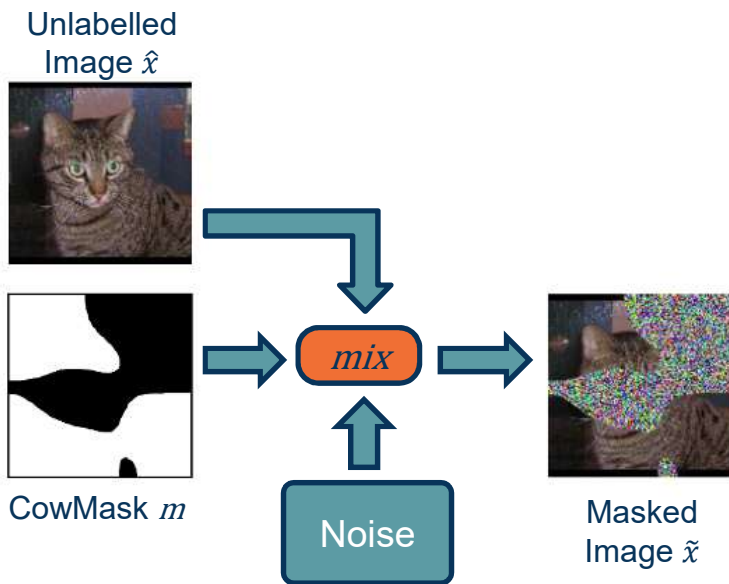 Unlabelled
Image x̂
mix
CowMask m
Noise
Masked
Image x̃